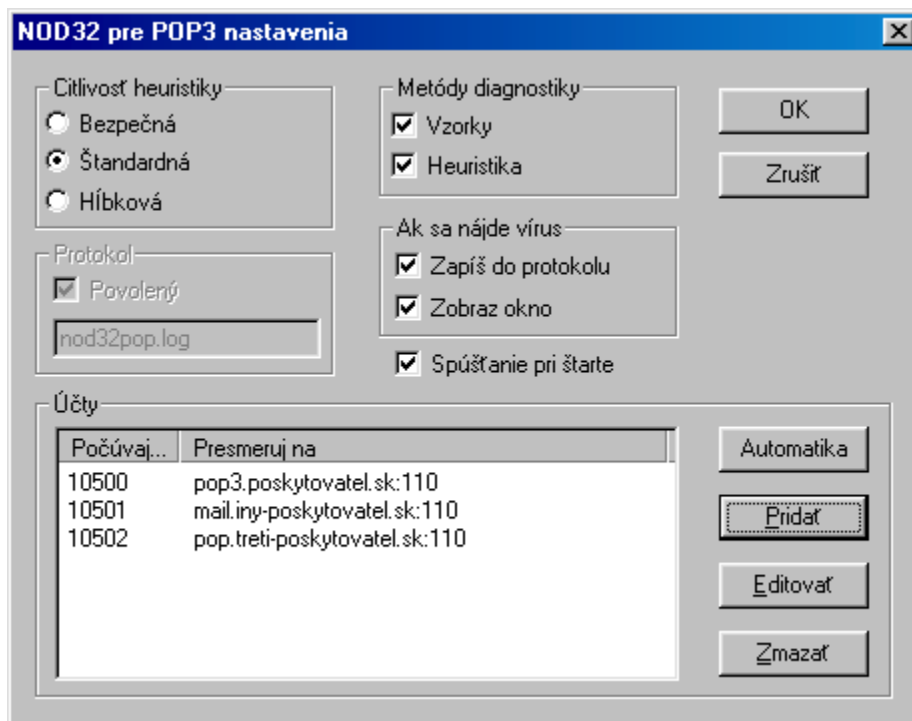 NOD32 pre POP3 nastavenia
Citlivosť heuristiky
Bezpečná
Štandardná
Hĺbková
Metódy diagnostiky
Vzorky
Heuristika
OK
Zrušiť
Protokol
Povolený
nod32pop.log
Ak sa nájde vírus
Zapíš do protokolu
Zobraz okno
Spúšťanie pri štarte
Účty
Počúvaj... Presmeruj na
10500 pop3.poskytovatel.sk:110
10501 mail.iny-poskytovatel.sk:110
10502 pop.treti-poskytovatel.sk:110
Automatika
Pridať
Editovať
Zmazať